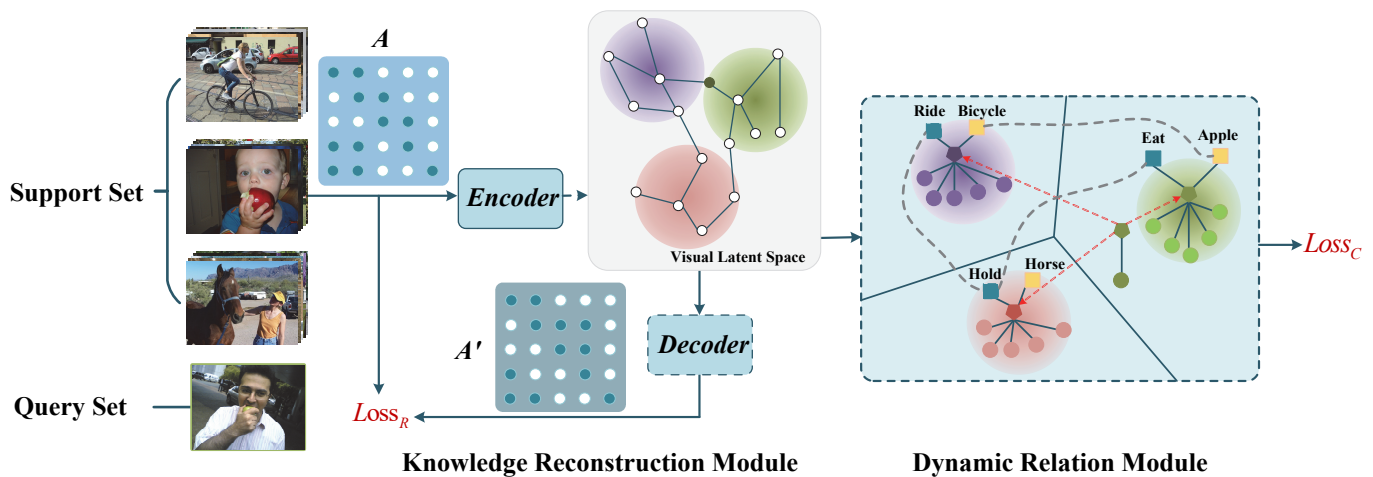 Support Set
Query Set
A
Encoder
Visual Latent Space
A'
Decoder
Loss_R
Knowledge Reconstruction Module
Ride
Bicycle
Eat
Apple
Hold
Horse
Loss_C
Dynamic Relation Module